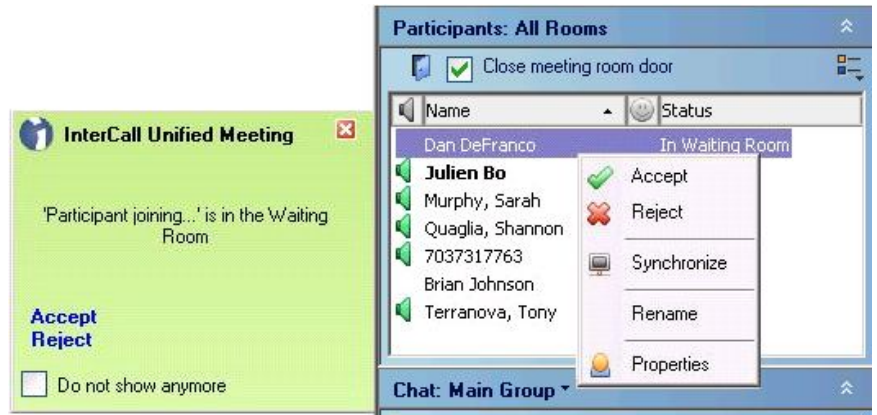 InterCall Unified Meeting
'Participant joining...' is in the Waiting
Room
Accept
Reject
Do not show anymore
Participants: All Rooms
Close meeting room door
Name Status
Dan DeFranco In Waiting Room
Julien Bo
Murphy, Sarah
Quaglia, Shannon
7037317763
Brian Johnson
Terranova, Tony
Accept
Reject
Synchronize
Rename
Properties
Chat: Main Group